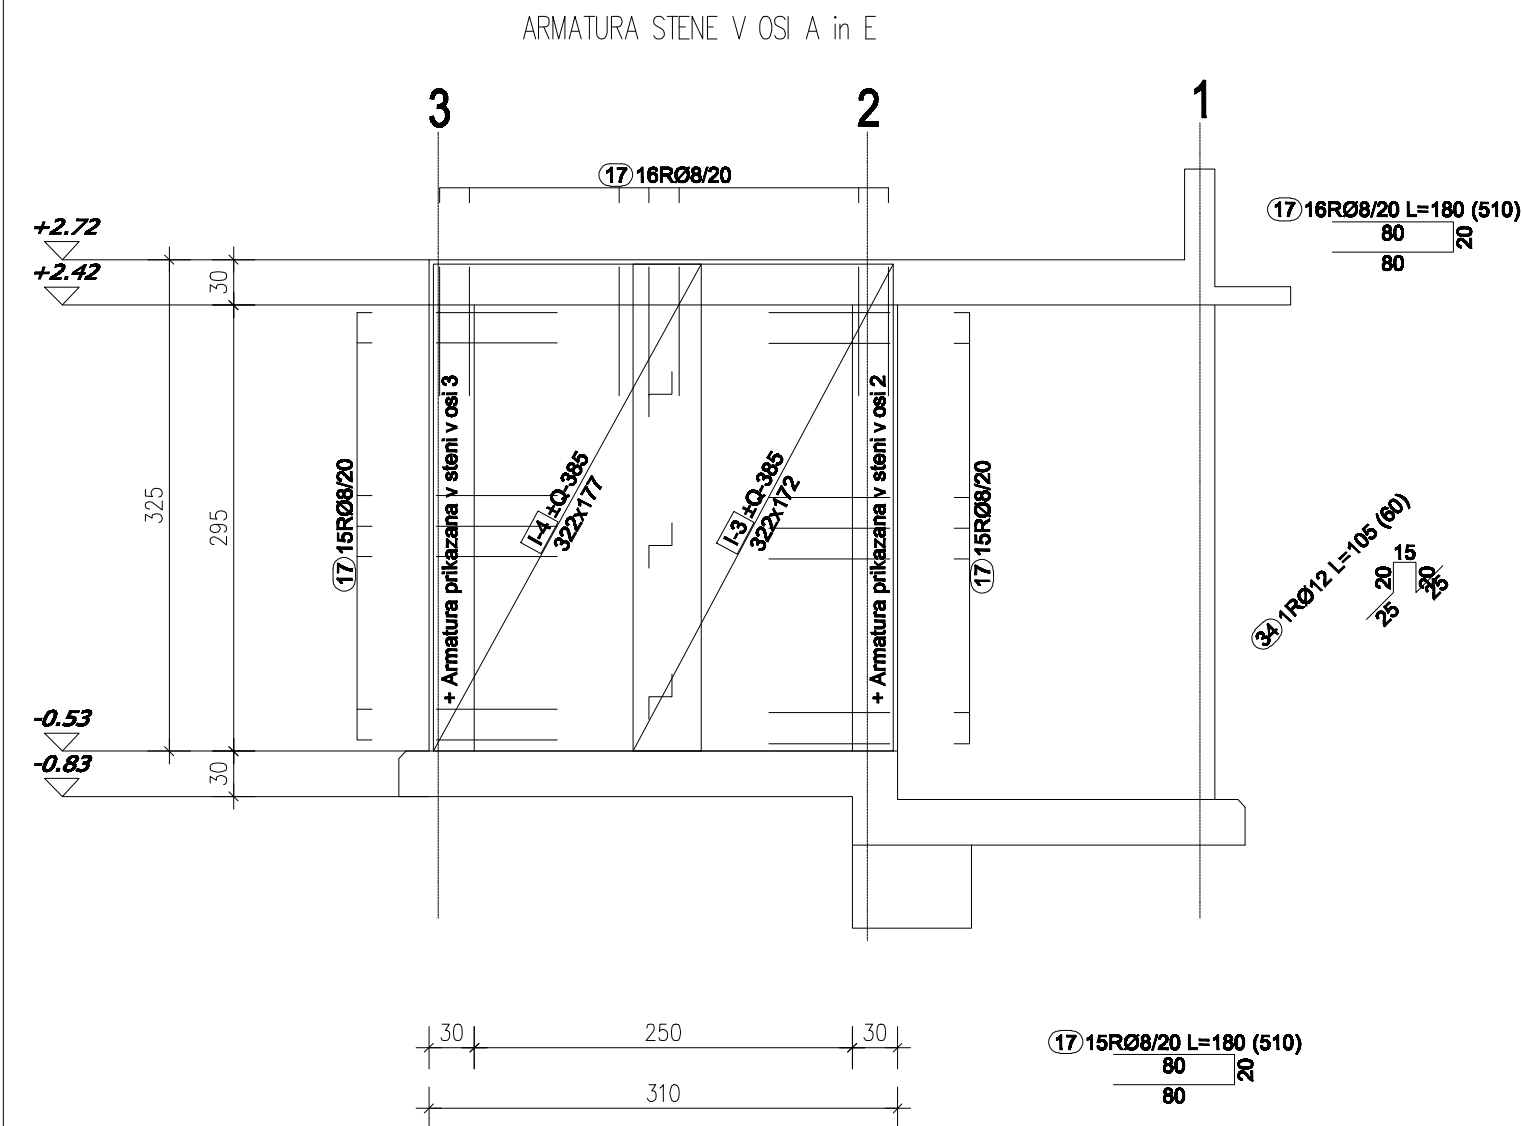 ARMATURA STENE V OSI A in E
3
2
1
17 16RØ8/20
17 16RØ8/20 L=180 (510)
80
20
80
+2.72
+2.42
30
325
295
17 15RØ8/20
+ Armatura prikazana v steni v osi 3
I-4 ±Q-385
322x177
I-3 ±Q-385
322x172
+ Armatura prikazana v steni v osi 2
17 15RØ8/20
34 1RØ12 L=105 (60)
15
20
20
25
25
-0.53
-0.83
30
30
250
30
310
17 15RØ8/20 L=180 (510)
80
20
80